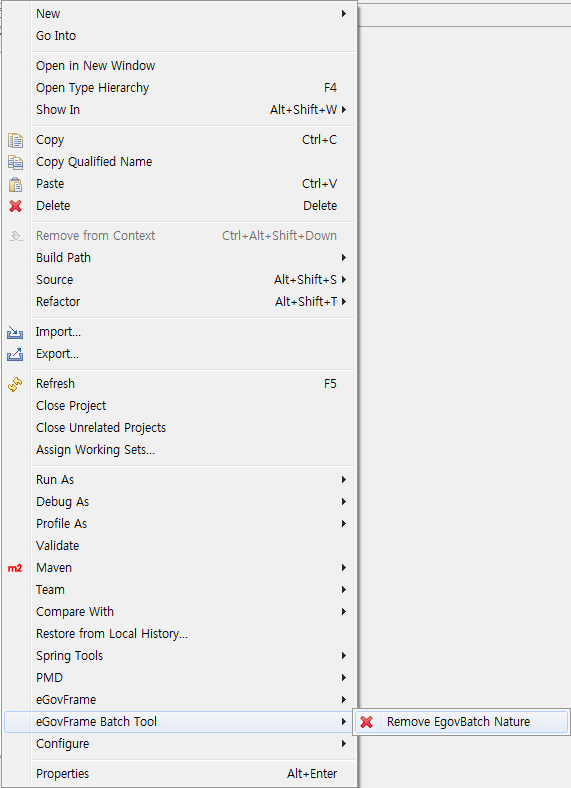 New
Go Into
Open in New Window
Open Type Hierarchy F4
Show In Alt+Shift+W
Copy Ctrl+C
Copy Qualified Name
Paste Ctrl+V
Delete Delete
Remove from Context Ctrl+Alt+Shift+Down
Build Path
Source Alt+Shift+S
Refactor Alt+Shift+T
Import...
Export...
Refresh F5
Close Project
Close Unrelated Projects
Assign Working Sets...
Run As
Debug As
Profile As
Validate
m2 Maven
Team
Compare With
Restore from Local History...
Spring Tools
PMD
eGovFrame
eGovFrame Batch Tool Remove EgovBatch Nature
Configure
Properties Alt+Enter